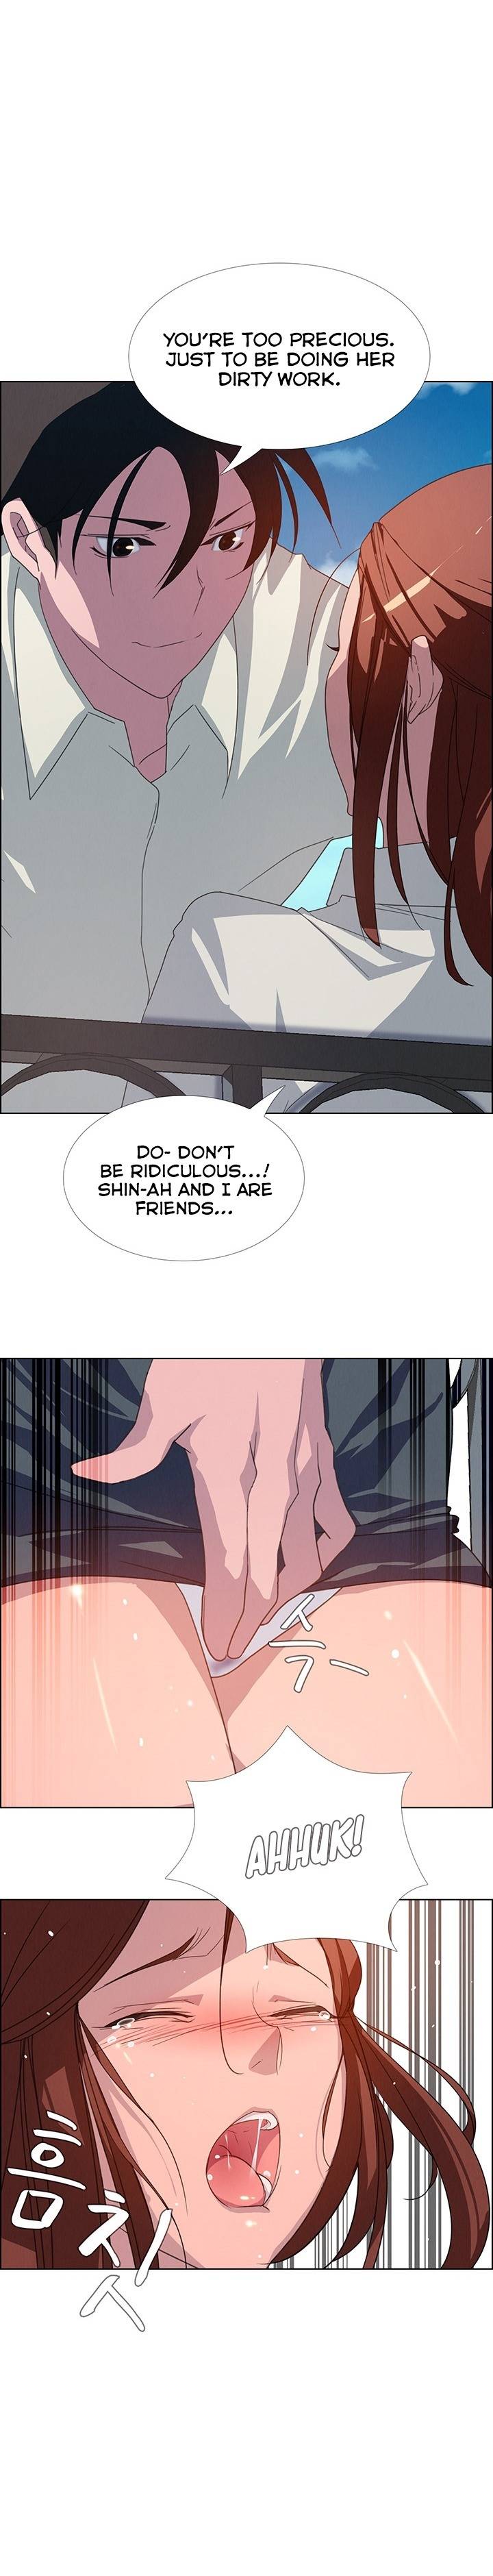 YOU'RE TOO PRECIOUS.
JUST TO BE DOING HER
DIRTY WORK.
DO- DON'T
BE RIDICULOUS...!
SHIN-AH AND I ARE
FRIENDS...
AHHUK!